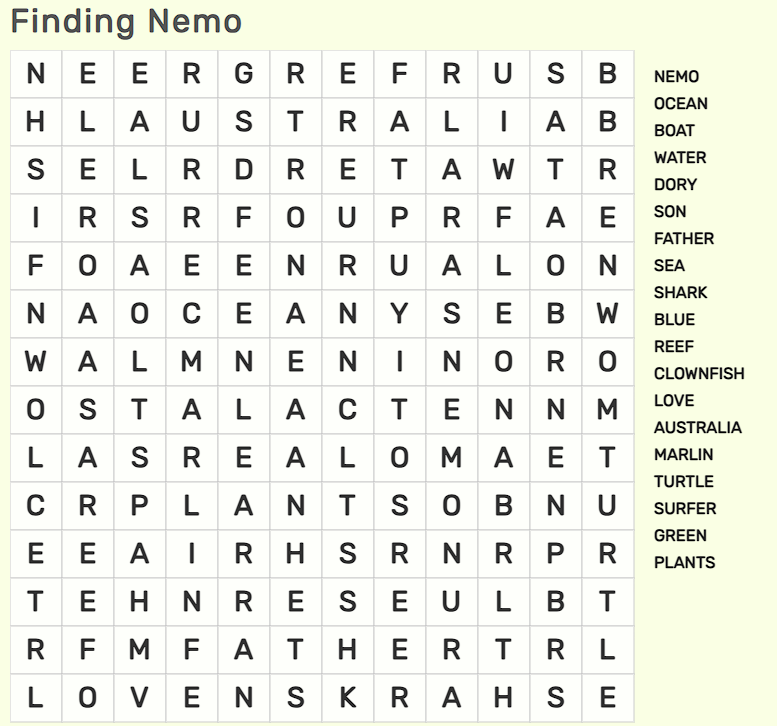 Finding Nemo
N E E R G R E F R U S B
H L A U S T R A L I A B
S E L R D R E T A W T R
I R S R F O U P R F A E
F O A E E N R U A L O N
N A O C E A N Y S E B W
W A L M N E N I N O R O
O S T A L A C T E N N M
L A S R E A L O M A E T
C R P L A N T S O B N U
E E A I R H S R N R P R
T E H N R E S E U L B T
R F M F A T H E R T R L
L O V E N S K R A H S E
NEMO
OCEAN
BOAT
WATER
DORY
SON
FATHER
SEA
SHARK
BLUE
REEF
CLOWNFISH
LOVE
AUSTRALIA
MARLIN
TURTLE
SURFER
GREEN
PLANTS